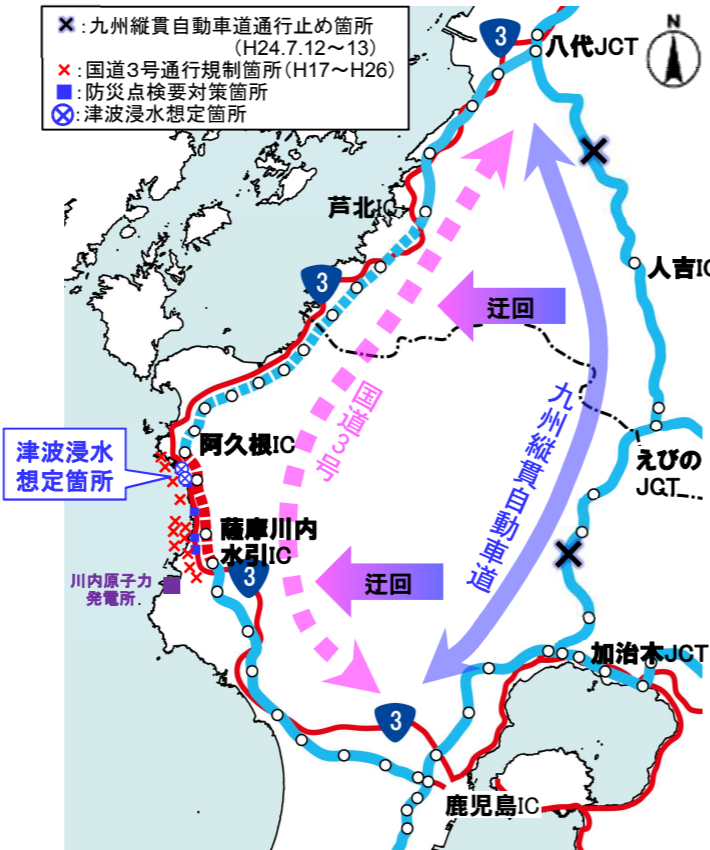 ✕:九州縦貫自動車道通行止め箇所
(H24.7.12~13)
×:国道3号通行規制箇所(H17~H26)
■:防災点検要対策箇所
⊗:津波浸水想定箇所
N
3
八代JCT
芦北IC
人吉IC
3
迂回
国道3号
九州縦貫自動車道
阿久根IC
津波浸水
想定箇所
えびの
JCT
薩摩川内
水引IC
川内原子力
発電所
3
迂回
加治木JCT
3
鹿児島IC